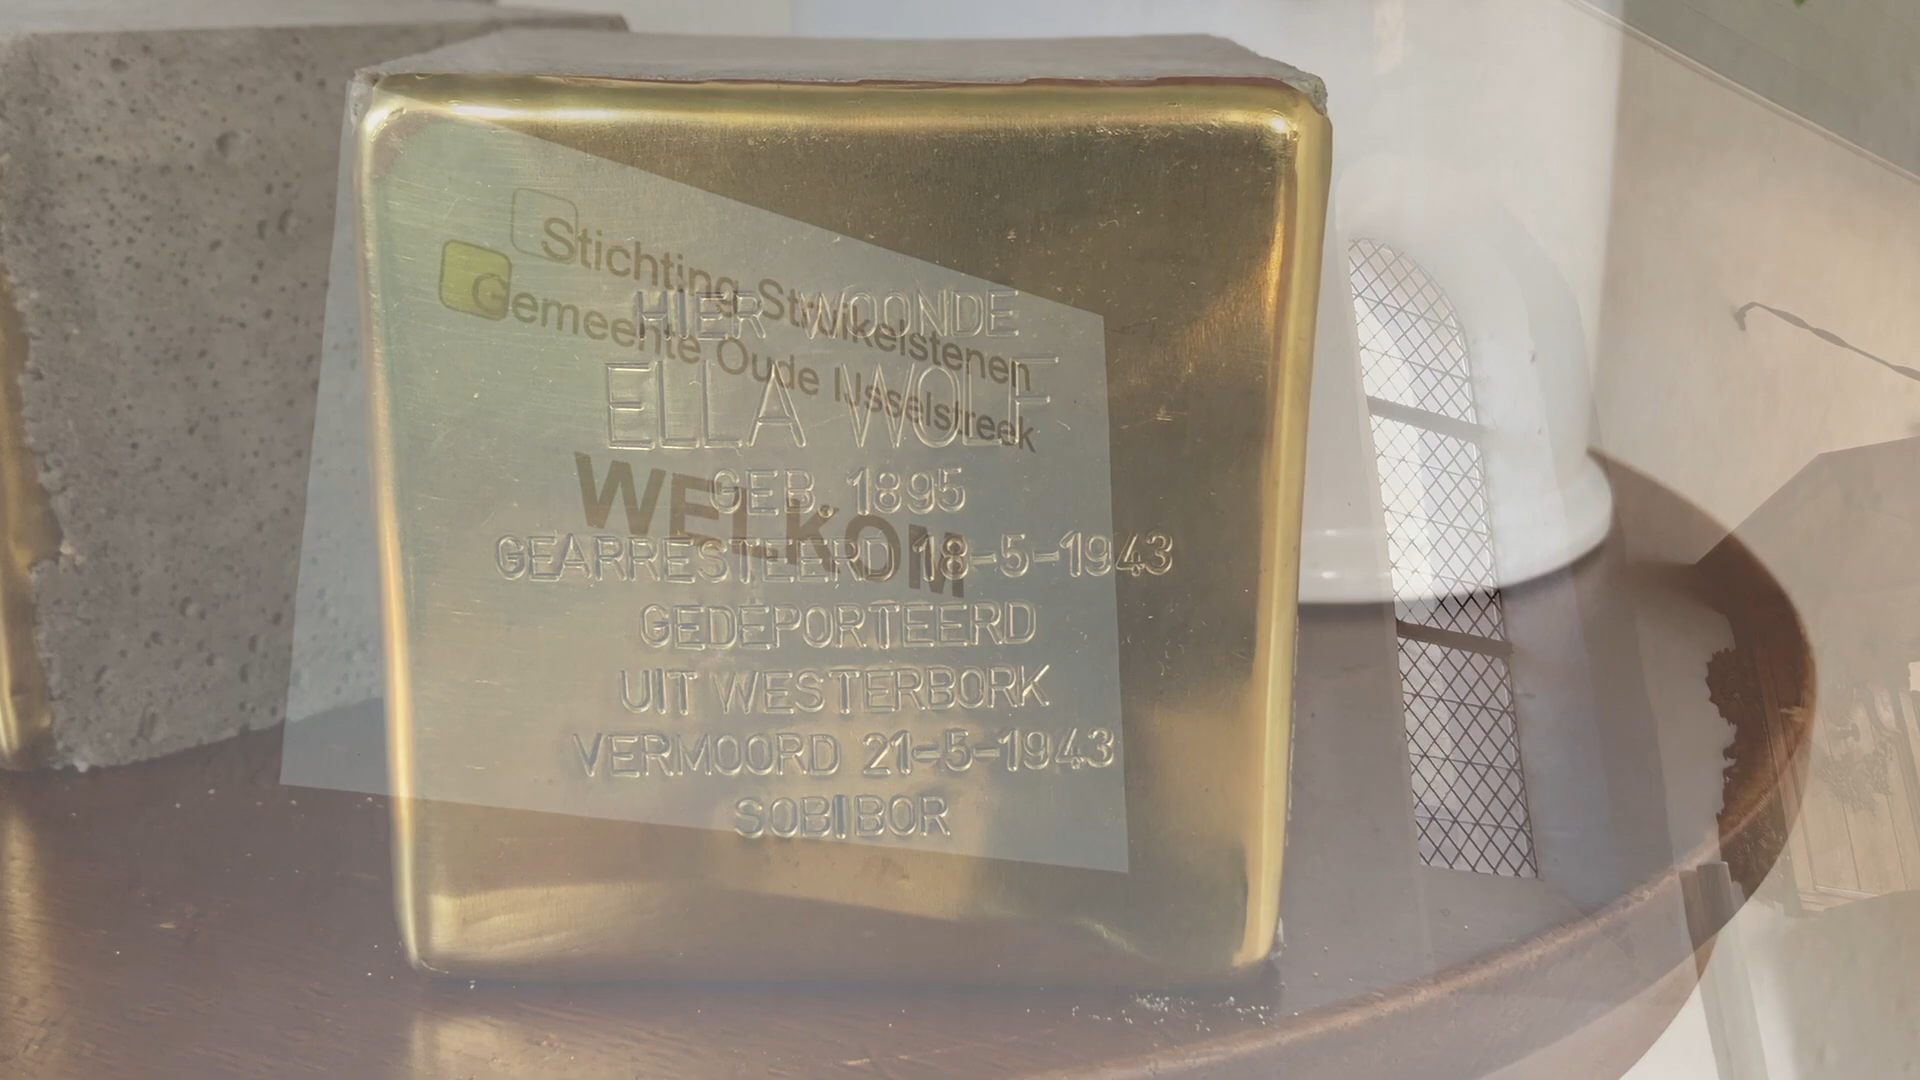 Stichting Struikelstenen
Gemeente Oude IJsselstreek
WELKOM
HIER WOONDE
ELLA WOLF
GEB. 1895
GEARRESTEERD 18-5-1943
GEDEPORTEERD
UIT WESTERBORK
VERMOORD 21-5-1943
SOBIBOR